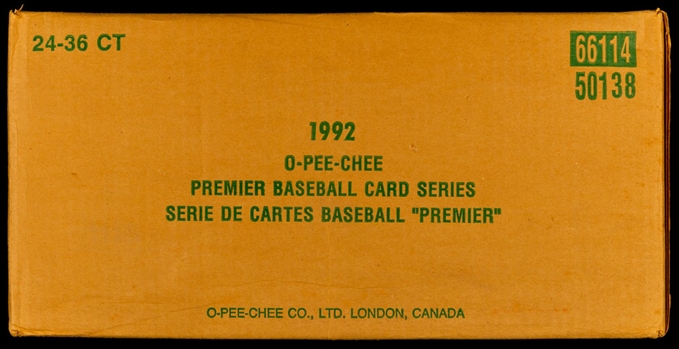 24-36 CT
66114
50138
1992
O-PEE-CHEE
PREMIER BASEBALL CARD SERIES
SERIE DE CARTES BASEBALL "PREMIER"
O-PEE-CHEE CO., LTD. LONDON, CANADA